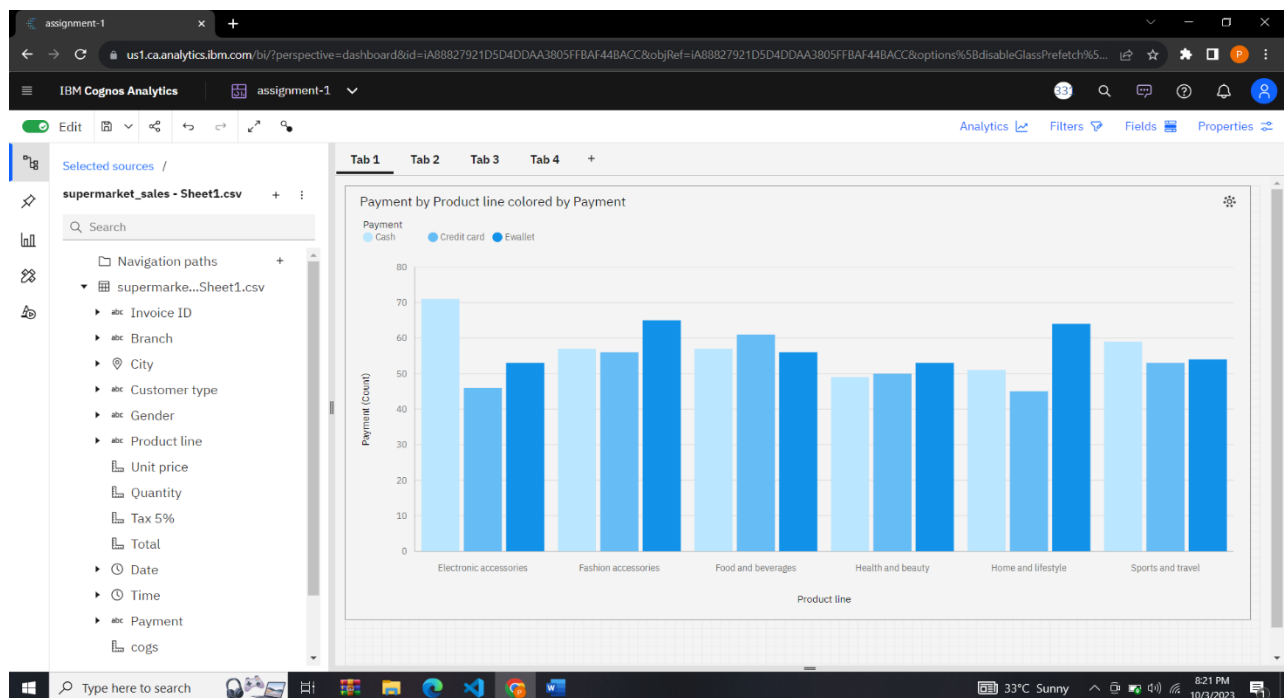 assignment-1
us1.ca.analytics.ibm.com/bi/?perspective=dashboard&id=iA88827921D5D4DDAA3805FFBAF44BACC&objRef=iA88827921D5D4DDAA3805FFBAF44BACC&options%5BdisableGlassPrefetch%5...
P
IBM Cognos Analytics
assignment-1
Edit
Analytics
Filters
Fields
Properties
Selected sources /
supermarket_sales - Sheet1.csv
Search
Navigation paths
supermarke...Sheet1.csv
abc Invoice ID
abc Branch
City
abc Customer type
abc Gender
abc Product line
Unit price
Quantity
Tax 5%
Total
Date
Time
abc Payment
cogs
Tab 1 Tab 2 Tab 3 Tab 4 +
Payment by Product line colored by Payment
Payment
Cash Credit card Ewallet
80
70
60
50
40
30
20
10
0
Payment (Count)
Electronic accessories Fashion accessories Food and beverages Health and beauty Home and lifestyle Sports and travel
Product line
Type here to search
33°C Sunny
8:21 PM
10/3/2023